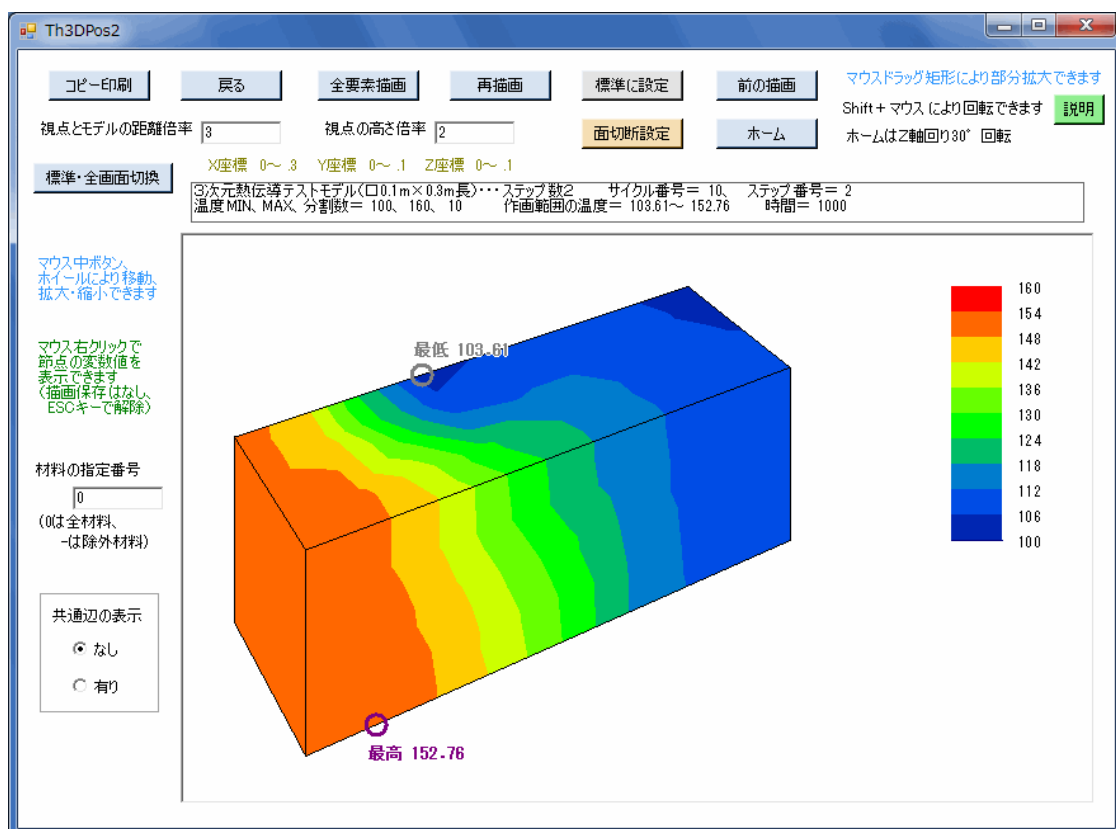 Th3DPos2
コピー印刷
戻る
全要素描画
再描画
標準に設定
前の描画
マウスドラッグ矩形により部分拡大できます
Shift+マウスにより回転できます
説明
視点とモデルの距離倍率
3
視点の高さ倍率
2
面切断設定
ホーム
ホームはZ軸回り30° 回転
標準・全画面切換
X座標 0～ .3 Y座標 0～ .1 Z座標 0～ .1
3次元熱伝導テストモデル(口0.1m×0.3m長)・・・ステップ数2 サイクル番号= 10、 ステップ番号= 2
温度MIN、MAX、分割数= 100、 160、 10 作画範囲の温度= 103.61～ 152.76 時間= 1000
マウス中ボタン、
ホイールにより移動、
拡大・縮小できます
マウス右クリックで
節点の変数値を
表示できます
(描画保存はなし、
ESCキーで解除)
材料の指定番号
0
(0は全材料、
-は除外材料)
共通辺の表示
なし
有り
最低 103.61
最高 152.76
160
154
148
142
136
130
124
118
112
106
100